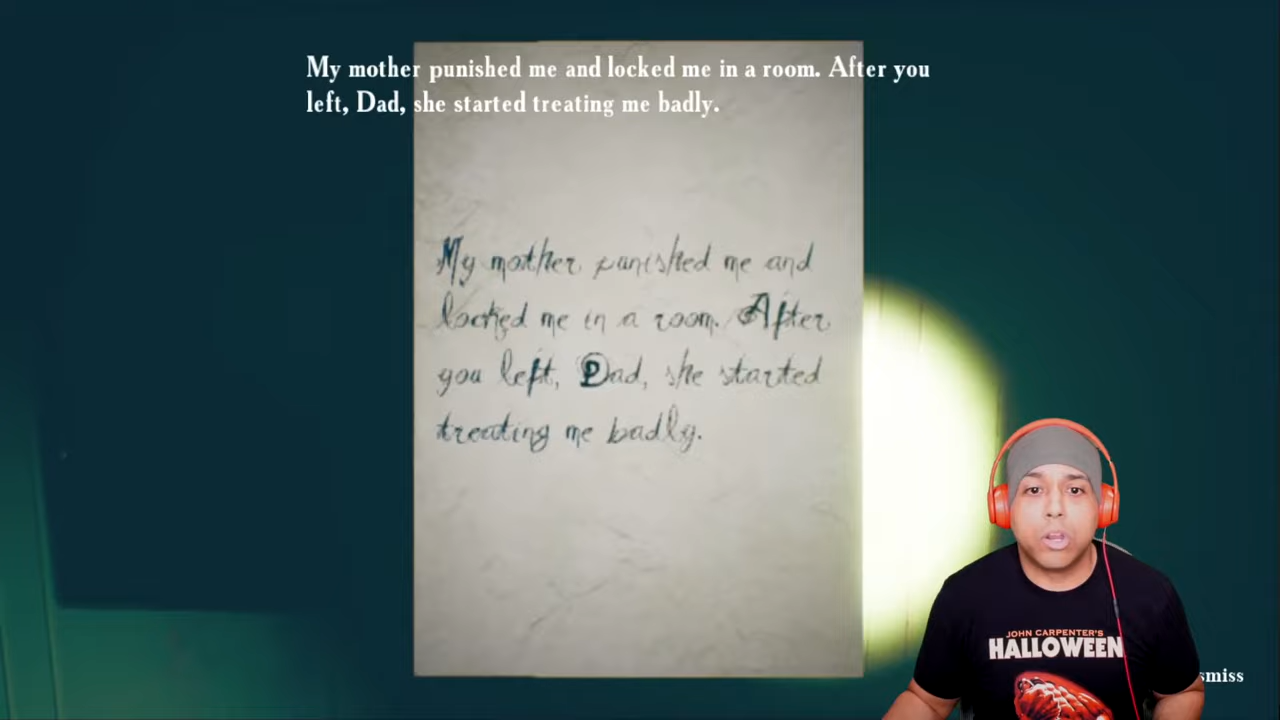 My mother punished me and locked me in a room. After you
left, Dad, she started treating me badly.
My mother punished me and
locked me in a room. After
you left, Dad, she started
treating me badly.
JOHN CARPENTER'S
HALLOWEEN
smiss